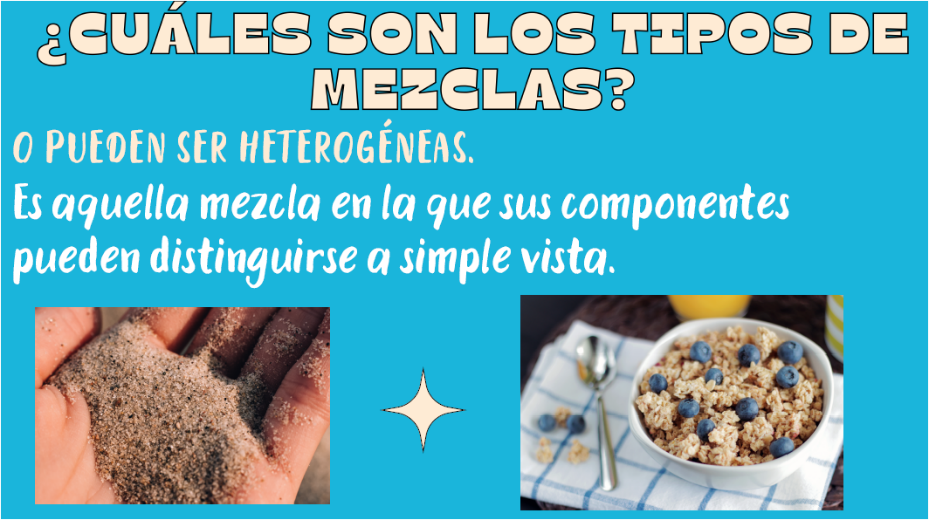 ¿CUÁLES SON LOS TIPOS DE
MEZCLAS?
O PUEDEN SER HETEROGÉNEAS.
Es aquella mezcla en la que sus componentes
pueden distinguirse a simple vista.